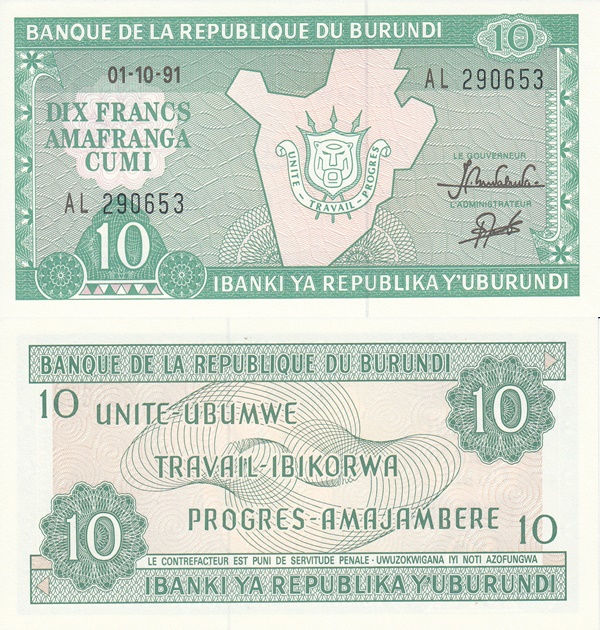 BANQUE DE LA REPUBLIQUE DU BURUNDI
10
01-10-91
AL 290653
DIX FRANCS
AMAFRANGA
CUMI
UNITE - TRAVAIL - PROGRES
LE GOUVERNEUR
AL 290653
L'ADMINISTRATEUR
10
IBANKI YA REPUBLIKA Y'UBURUNDI
BANQUE DE LA REPUBLIQUE DU BURUNDI
10
10
UNITE-UBUMWE
TRAVAIL-IBIKORWA
PROGRES-AMAJAMBERE
10
10
LE CONTREFACTEUR EST PUNI DE SERVITUDE PENALE - UWUZOKWIGANA IYI NOTI AZOFUNGWA
IBANKI YA REPUBLIKA Y'UBURUNDI